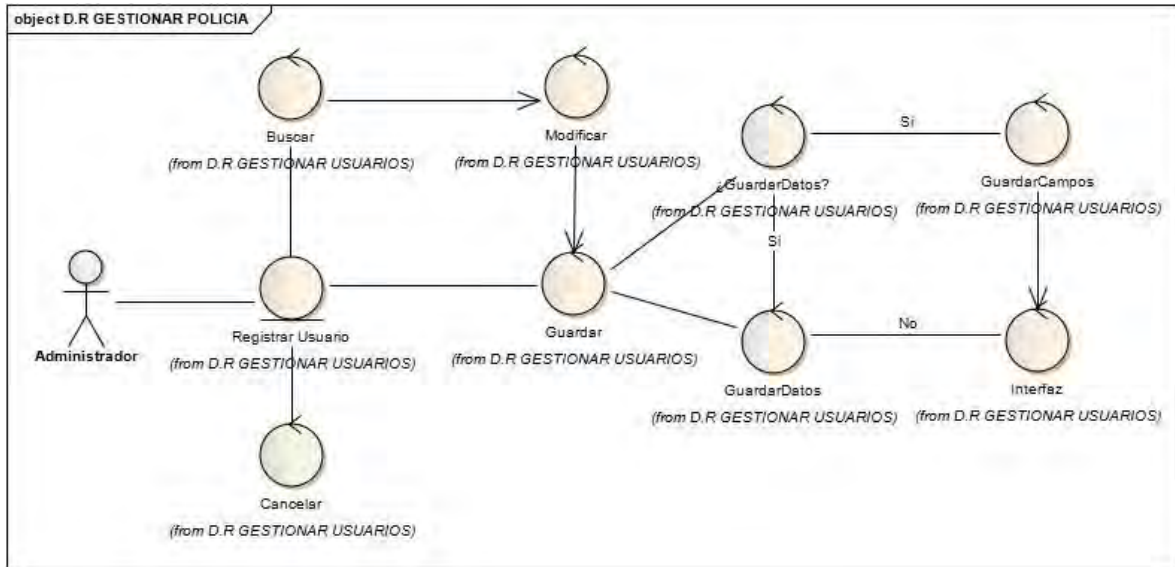 object D.R GESTIONAR POLICIA
Buscar
(from D.R GESTIONAR USUARIOS)
Modificar
(from D.R GESTIONAR USUARIOS)
¿GuardarDatos?
(from D.R GESTIONAR USUARIOS)
Si
GuardarCampos
(from D.R GESTIONAR USUARIOS)
Si
Administrador
Registrar Usuario
(from D.R GESTIONAR USUARIOS)
Guardar
(from D.R GESTIONAR USUARIOS)
GuardarDatos
(from D.R GESTIONAR USUARIOS)
No
Interfaz
(from D.R GESTIONAR USUARIOS)
Cancelar
(from D.R GESTIONAR USUARIOS)